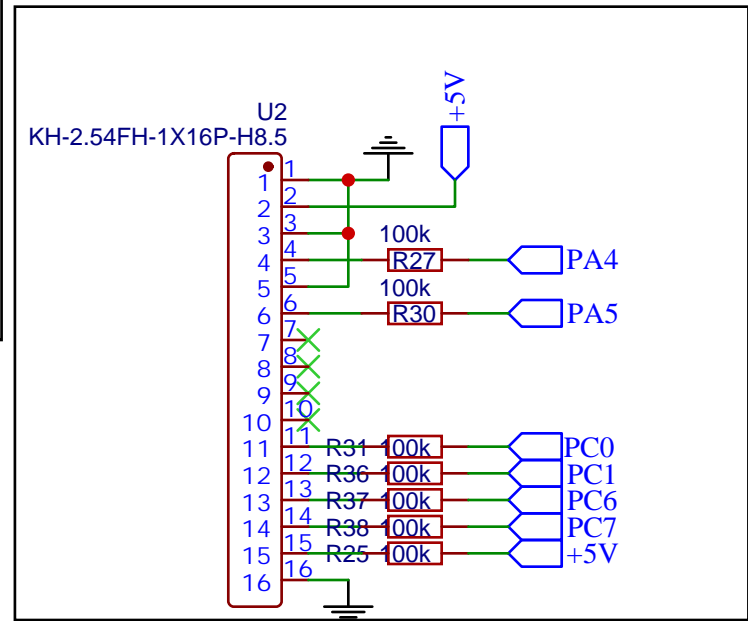 +5V
U2
KH-2.54FH-1X16P-H8.5
1 1
2 2
3 3
100k
4 4 R27 PA4
5 5
100k
6 6 R30 PA5
7 7
8 8
9 9
10 10
11 11 R31 100k PC0
12 12 R36 100k PC1
13 13 R37 100k PC6
14 14 R38 100k PC7
15 15 R25 100k +5V
16 16